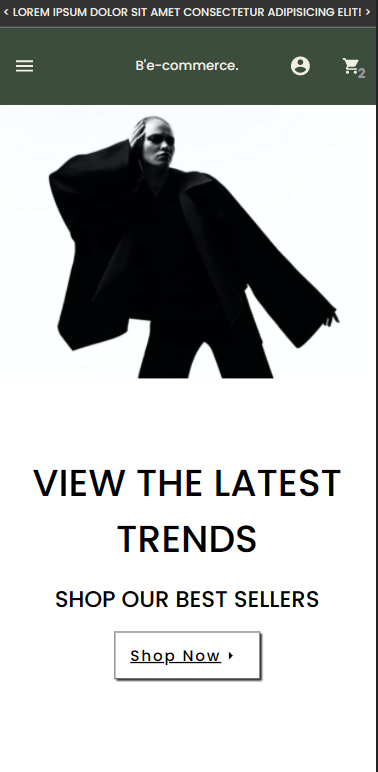 < LOREM IPSUM DOLOR SIT AMET CONSECTETUR ADIPISICING ELIT! >
B'e-commerce.
2
VIEW THE LATEST
TRENDS
SHOP OUR BEST SELLERS
Shop Now